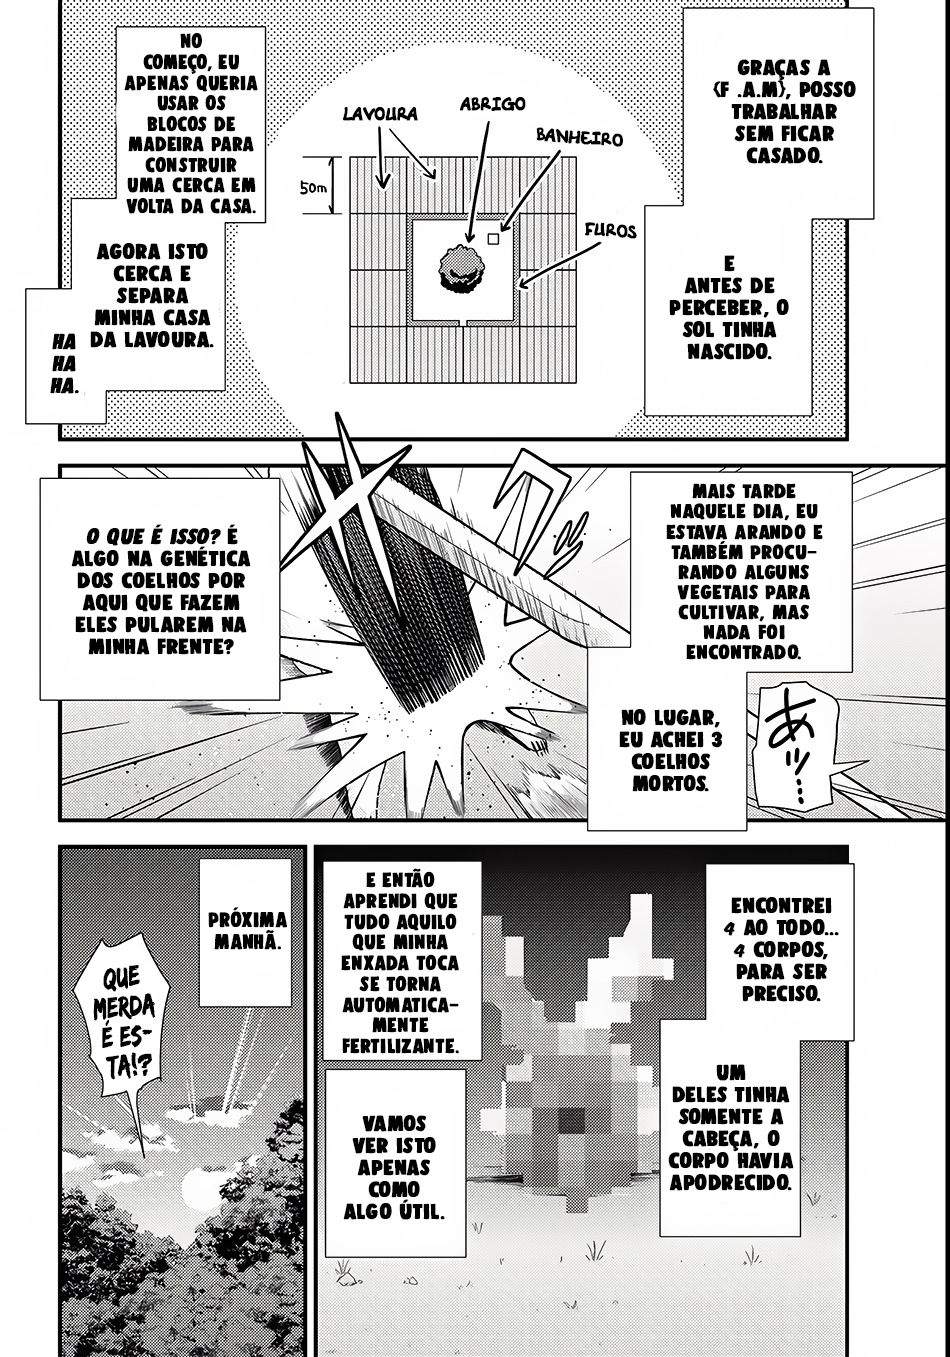 GRAÇAS A
{F .A.M}, POSSO
TRABALHAR
SEM FICAR
CASADO.
E
ANTES DE
PERCEBER, O
SOL TINHA
NASCIDO.
LAVOURA
ABRIGO
BANHEIRO
50m
FUROS
NO
COMEÇO, EU
APENAS QUERIA
USAR OS
BLOCOS DE
MADEIRA PARA
CONSTRUIR
UMA CERCA EM
VOLTA DA CASA.
AGORA ISTO
CERCA E
SEPARA
MINHA CASA
DA LAVOURA.
HA
HA
HA.
MAIS TARDE
NAQUELE DIA, EU
ESTAVA ARANDO E
TAMBÉM PROCU-
RANDO ALGUNS
VEGETAIS PARA
CULTIVAR, MAS
NADA FOI
ENCONTRADO.
NO LUGAR,
EU ACHEI 3
COELHOS
MORTOS.
あッ…
O QUE É ISSO? É
ALGO NA GENÉTICA
DOS COELHOS POR
AQUI QUE FAZEM
ELES PULAREM NA
MINHA FRENTE?
ENCONTREI
4 AO TODO...
4 CORPOS,
PARA SER
PRECISO.
UM
DELES TINHA
SOMENTE A
CABEÇA, O
CORPO HAVIA
APODRECIDO.
E ENTÃO
APRENDI QUE
TUDO AQUILO
QUE MINHA
ENXADA TOCA
SE TORNA
AUTOMATICA-
MENTE
FERTILIZANTE.
VAMOS
VER ISTO
APENAS
COMO
ALGO ÚTIL.
PRÓXIMA
MANHÃ.
QUE
MERDA
É ES-
TA!?